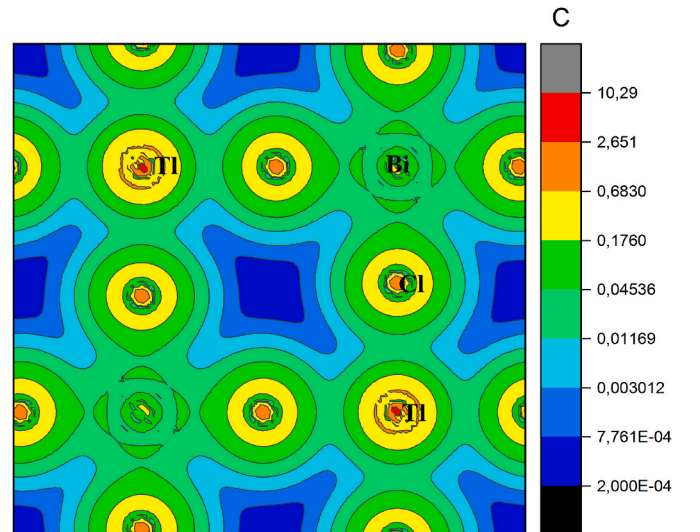 C
10,29
2,651
Tl
Bi
0,6830
0,1760
Cl
0,04536
0,01169
0,003012
Tl
7,761E-04
2,000E-04